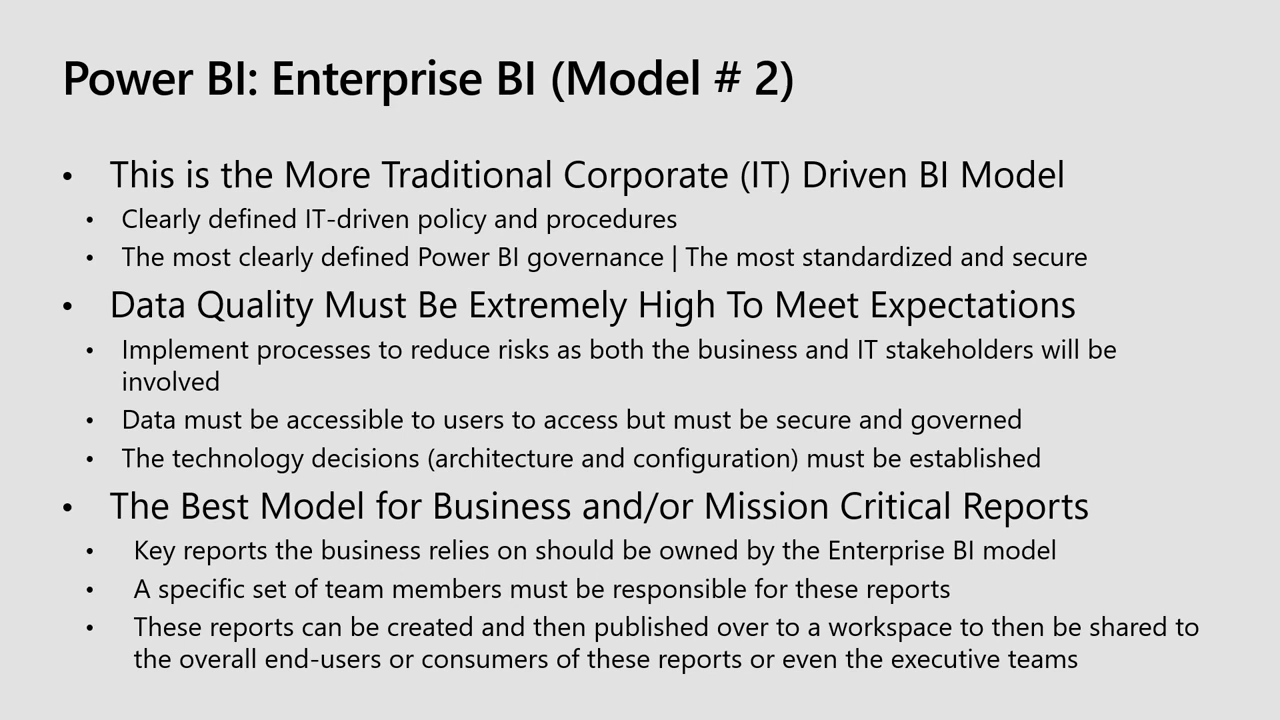 Power BI: Enterprise BI (Model # 2)
• This is the More Traditional Corporate (IT) Driven BI Model
• Clearly defined IT-driven policy and procedures
• The most clearly defined Power BI governance | The most standardized and secure
• Data Quality Must Be Extremely High To Meet Expectations
• Implement processes to reduce risks as both the business and IT stakeholders will be
involved
• Data must be accessible to users to access but must be secure and governed
• The technology decisions (architecture and configuration) must be established
• The Best Model for Business and/or Mission Critical Reports
• Key reports the business relies on should be owned by the Enterprise BI model
• A specific set of team members must be responsible for these reports
• These reports can be created and then published over to a workspace to then be shared to
the overall end-users or consumers of these reports or even the executive teams